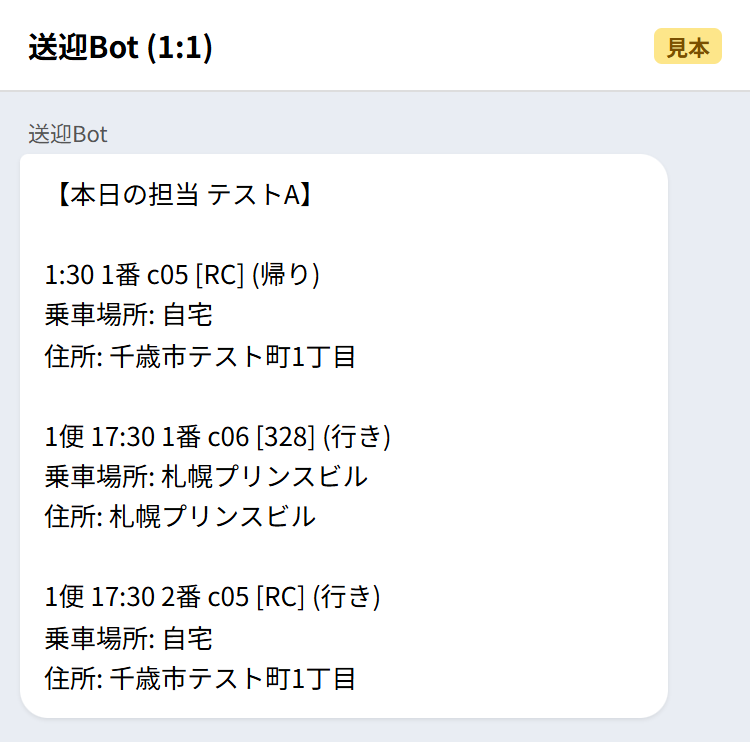 送迎Bot (1:1)
見本
送迎Bot
【本日の担当 テストA】
1:30 1番 c05 [RC] (帰り)
乗車場所: 自宅
住所: 千歳市テスト町1丁目
1便 17:30 1番 c06 [328] (行き)
乗車場所: 札幌プリンスビル
住所: 札幌プリンスビル
1便 17:30 2番 c05 [RC] (行き)
乗車場所: 自宅
住所: 千歳市テスト町1丁目